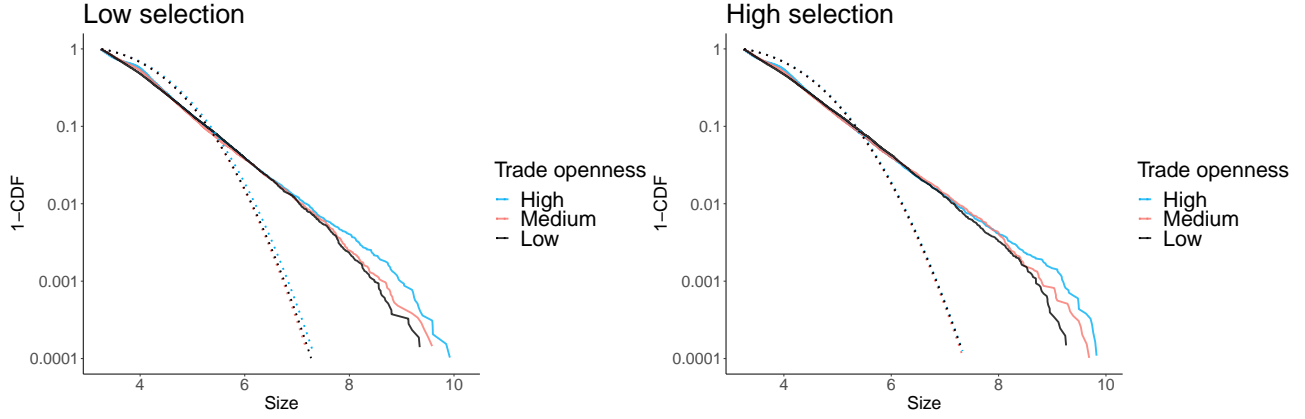 Low selection
1
0.1
0.01
0.001
0.0001
1−CDF
4 6 8 10
Size
Trade openness
High
Medium
Low
High selection
1
0.1
0.01
0.001
0.0001
1−CDF
4 6 8 10
Size
Trade openness
High
Medium
Low